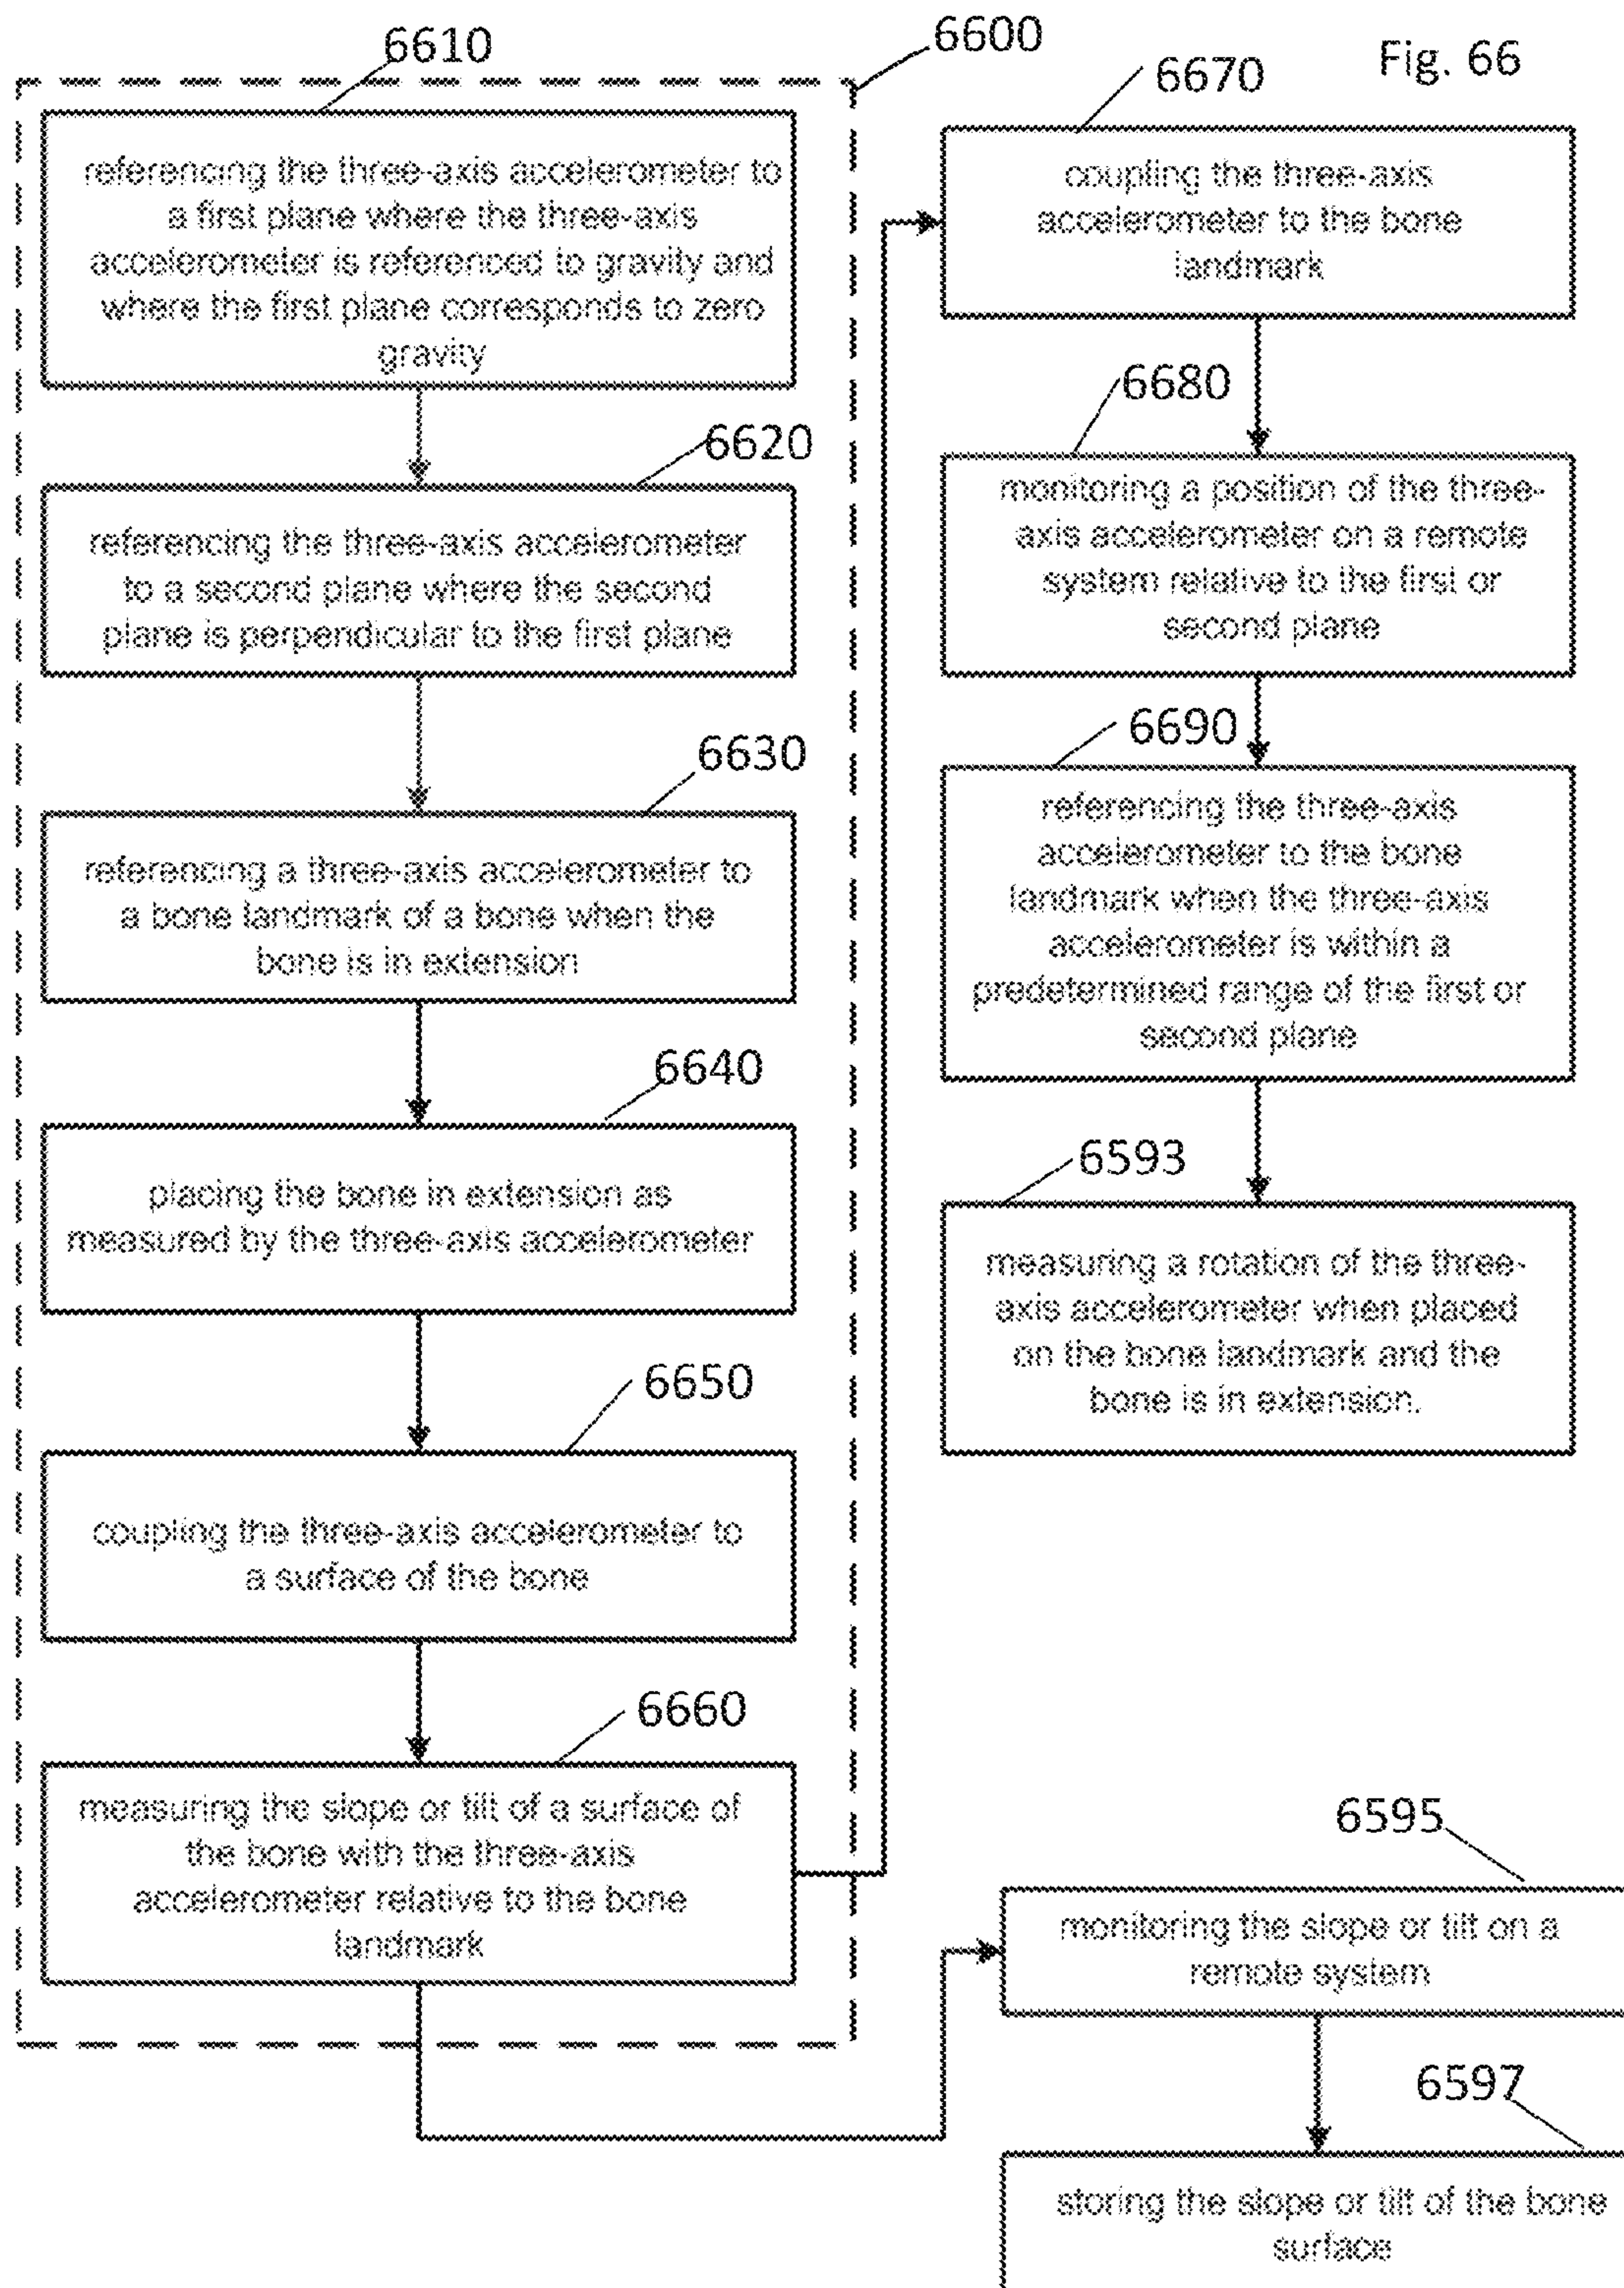 6610
6600
Fig. 66
referencing the three-axis accelerometer to
a first plane where the three-axis
accelerometer is referenced to gravity and
where the first plane corresponds to zero
gravity
6620
referencing the three-axis accelerometer
to a second plane where the second
plane is perpendicular to the first plane
6630
referencing a three-axis accelerometer to
a bone landmark of a bone when the
bone is in extension
6640
placing the bone in extension as
measured by the three-axis accelerometer
6650
coupling the three-axis accelerometer to
a surface of the bone
6660
measuring the slope or tilt of a surface of
the bone with the three-axis
accelerometer relative to the bone
landmark
6670
coupling the three-axis
accelerometer to the bone
landmark
6680
monitoring a position of the three-
axis accelerometer on a remote
system relative to the first or
second plane
6690
referencing the three-axis
accelerometer to the bone
landmark when the three-axis
accelerometer is within a
predetermined range of the first or
second plane
6593
measuring a rotation of the three-
axis accelerometer when placed
on the bone landmark and the
bone is in extension.
6595
monitoring the slope or tilt on a
remote system
6597
storing the slope or tilt of the bone
surface